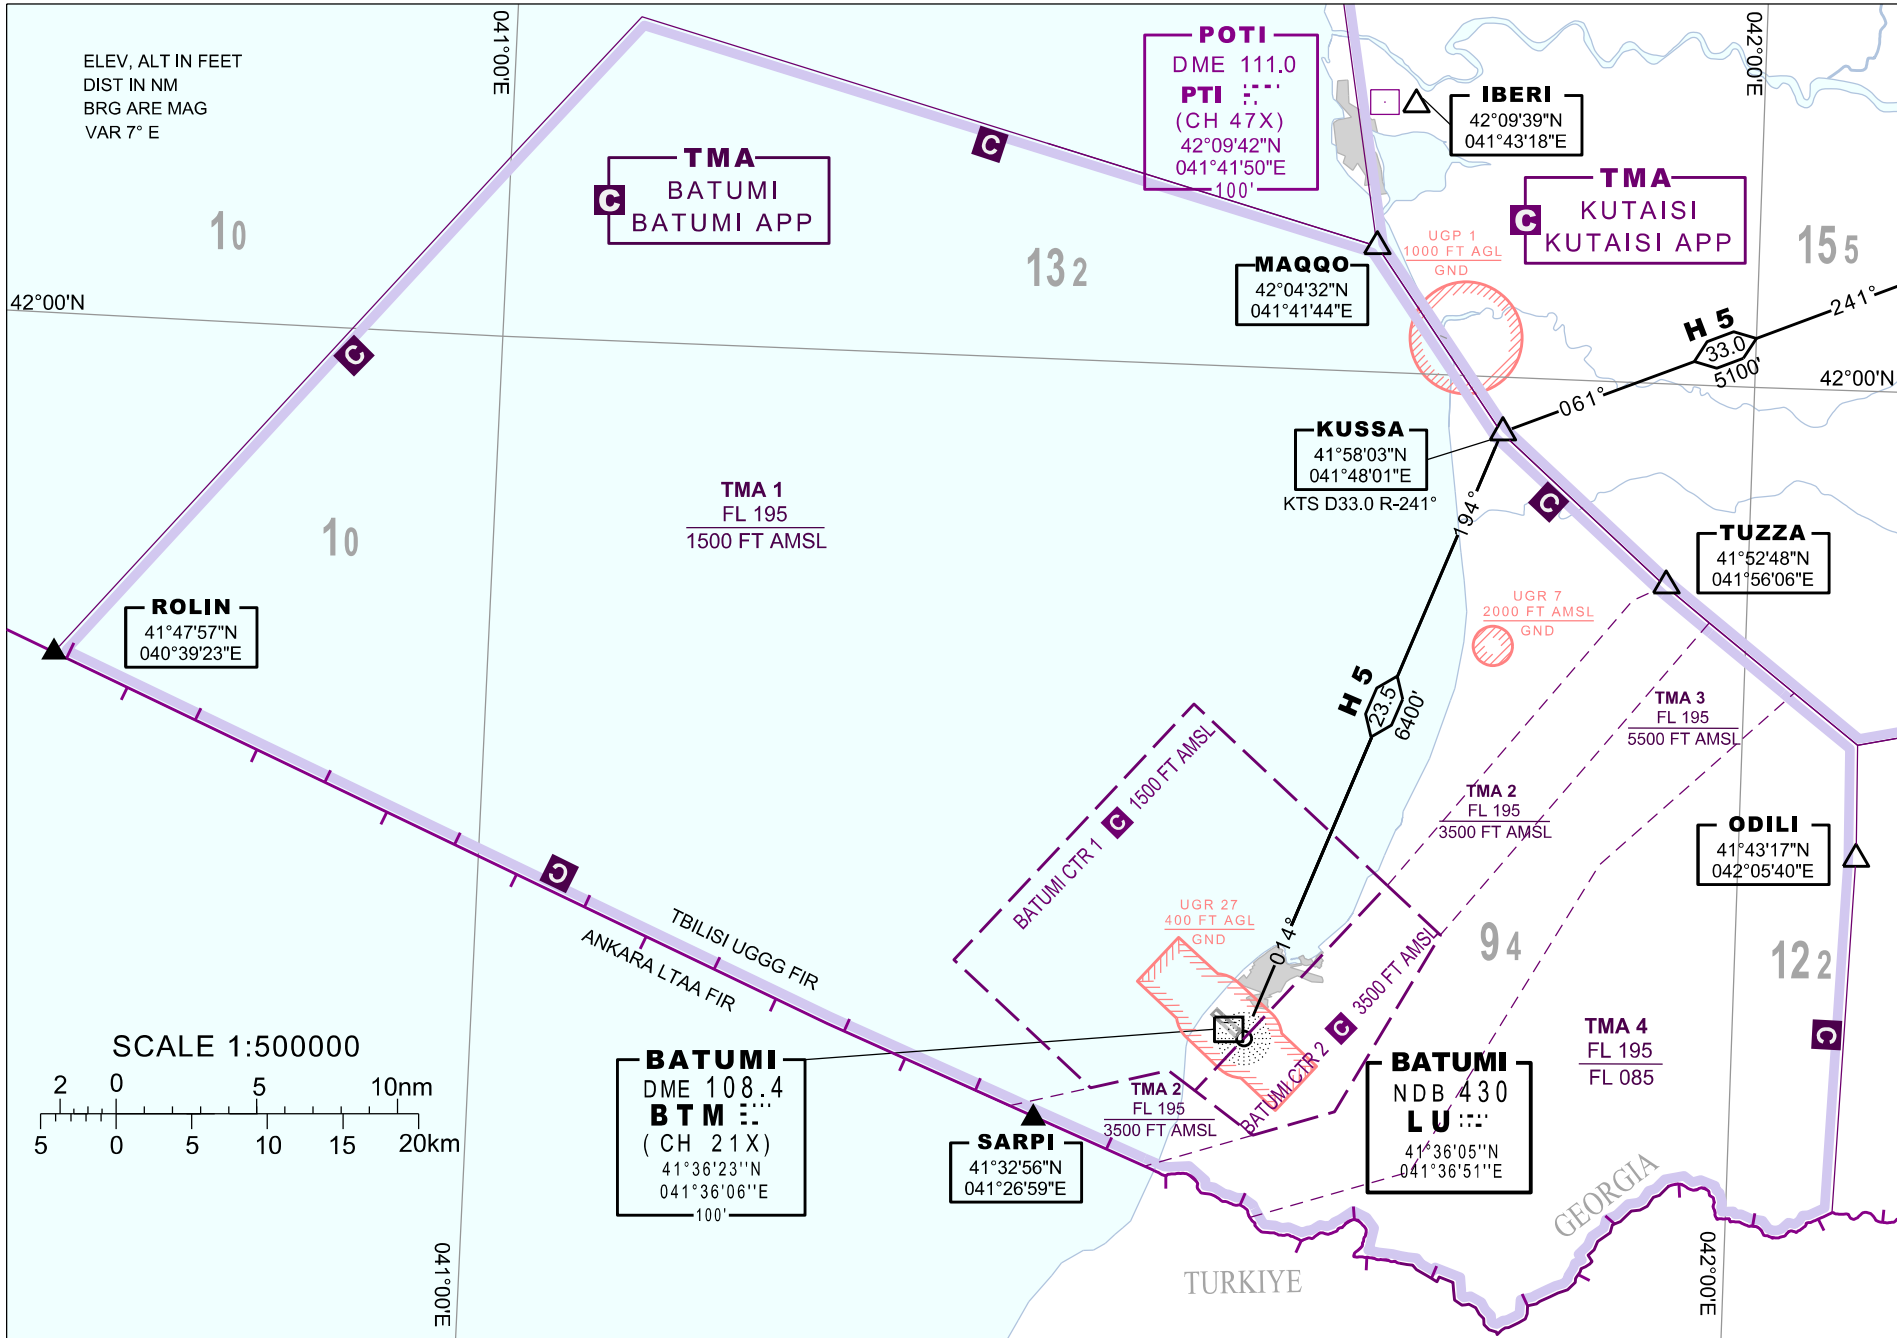 ELEV, ALT IN FEET
DIST IN NM
BRG ARE MAG
VAR 7° E
041°00'E
042°00'E
POTI
DME 111.0
PTI
(CH 47X)
42°09'42"N
041°41'50"E
100'
IBERI
42°09'39"N
041°43'18"E
C
TMA
C
BATUMI
BATUMI APP
TMA
C
KUTAISI
KUTAISI APP
10
132
155
UGP 1
1000 FT AGL
GND
MAQQO
42°04'32"N
041°41'44"E
42°00'N
C
H 5
33.0
5100'
241°
061°
42°00'N
KUSSA
41°58'03"N
041°48'01"E
KTS D33.0 R-241°
C
TMA 1
FL 195
1500 FT AMSL
10
194°
TUZZA
41°52'48"N
041°56'06"E
ROLIN
41°47'57"N
040°39'23"E
UGR 7
2000 FT AMSL
GND
H 5
23.5
6400'
TMA 3
FL 195
5500 FT AMSL
BATUMI CTR 1 C 1500 FT AMSL
TMA 2
FL 195
3500 FT AMSL
ODILI
41°43'17"N
042°05'40"E
C
TBILISI UGGG FIR
ANKARA LTAA FIR
UGR 27
400 FT AGL
GND
014°
94
122
BATUMI CTR 2 C 3500 FT AMSL
C
TMA 4
FL 195
FL 085
SCALE 1:500000
2 0 5 10nm
5 0 5 10 15 20km
BATUMI
DME 108.4
BTM
(CH 21X)
41°36'23''N
041°36'06''E
100'
TMA 2
FL 195
3500 FT AMSL
SARPI
41°32'56"N
041°26'59"E
BATUMI
NDB 430
LU
41°36'05''N
041°36'51''E
GEORGIA
TURKIYE
041°00'E
042°00'E